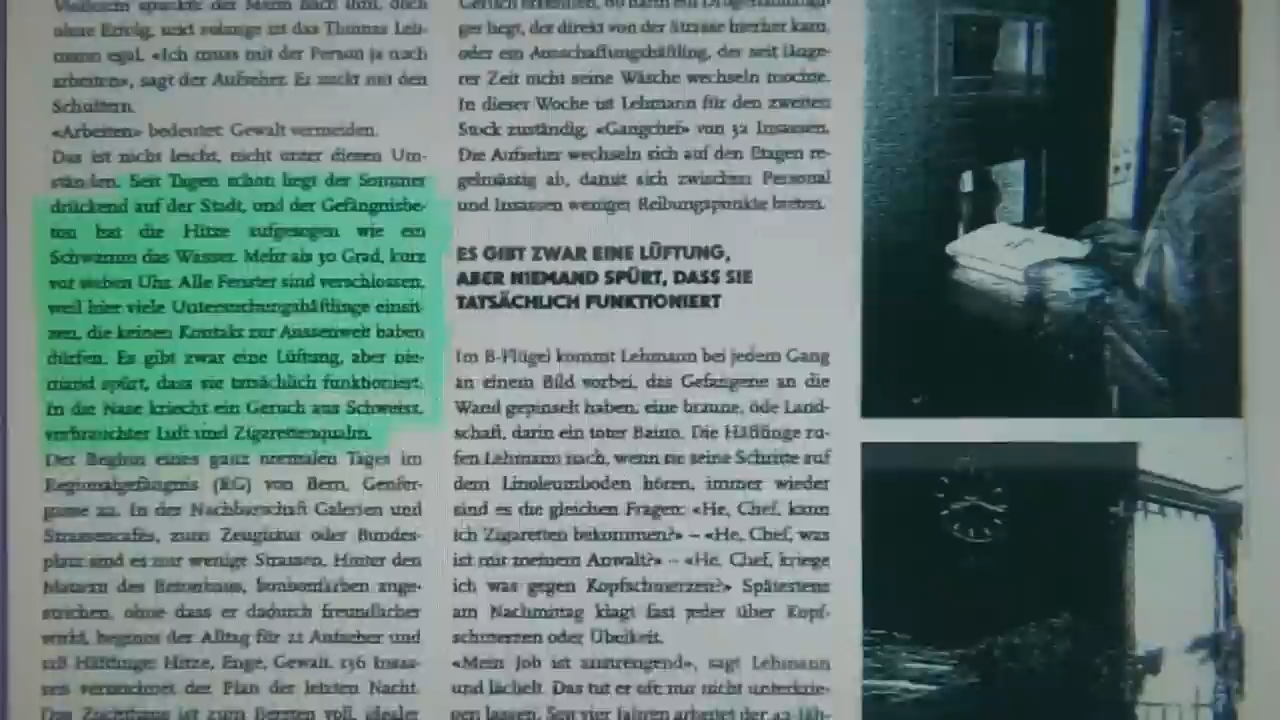 ohne Erfolg, und solange ist das Thomas Leh-
mann egal. «Ich muss mit der Person ja noch
arbeiten», sagt der Aufseher. Er zuckt mit den
Schultern.
«Arbeiten» bedeutet: Gewalt vermeiden.
Das ist nicht leicht, nicht unter diesen Um-
ständen. Seit Tagen schon liegt der Sommer
drückend auf der Stadt, und der Gefängnisbe-
ton hat die Hitze aufgesogen wie ein
Schwamm das Wasser. Mehr als 30 Grad, kurz
vor sieben Uhr. Alle Fenster sind verschlossen,
weil hier viele Untersuchungshäftlinge einsit-
zen, die keinen Kontakt zur Aussenwelt haben
dürfen. Es gibt zwar eine Lüftung, aber nie-
mand spürt, dass sie tatsächlich funktioniert.
In die Nase kriecht ein Geruch aus Schweiss,
verbrauchter Luft und Zigarettenqualm.
Der Beginn eines ganz normalen Tages im
Regionalgefängnis (RG) von Bern, Genfer-
gasse 22. In der Nachbarschaft Galerien und
Strassencafés, zum Zeughaus oder Bundes-
platz sind es nur wenige Strassen. Hinter den
Mauern des Betonbaus, bonbonfarben ange-
strichen, ohne dass er dadurch freundlicher
wirkt, beginnt der Alltag für 21 Aufseher und
128 Häftlinge: Hitze, Enge, Gewalt. 136 Insas-
sen verzeichnet der Plan der letzten Nacht.
ger liegt, der direkt von der Strasse hierher kam,
oder ein Ausschaffungshäftling, der seit länge-
rer Zeit nicht seine Wäsche wechseln mochte.
In dieser Woche ist Lehmann für den zweiten
Stock zuständig, «Gangchef» von 32 Insassen.
Die Aufseher wechseln sich auf den Etagen re-
gelmässig ab, damit sich zwischen Personal
und Insassen weniger Reibungspunkte bieten.
ES GIBT ZWAR EINE LÜFTUNG,
ABER NIEMAND SPÜRT, DASS SIE
TATSÄCHLICH FUNKTIONIERT
Im B-Flügel kommt Lehmann bei jedem Gang
an einem Bild vorbei, das Gefangene an die
Wand gepinselt haben, eine braune, öde Land-
schaft, darin ein toter Baum. Die Häftlinge ru-
fen Lehmann nach, wenn sie seine Schritte auf
dem Linoleumboden hören, immer wieder
sind es die gleichen Fragen: «He, Chef, kann
ich Zigaretten bekommen?» – «He, Chef, was
ist mit meinem Anwalt?» – «He, Chef, kriege
ich was gegen Kopfschmerzen?» Spätestens
am Nachmittag klagt fast jeder über Kopf-
schmerzen oder Übelkeit.
«Mein Job ist anstrengend», sagt Lehmann
und lächelt. Das tut er oft, nur nicht unterkrie-
gen lassen. Seit vier Jahren arbeitet der 42-Jäh-